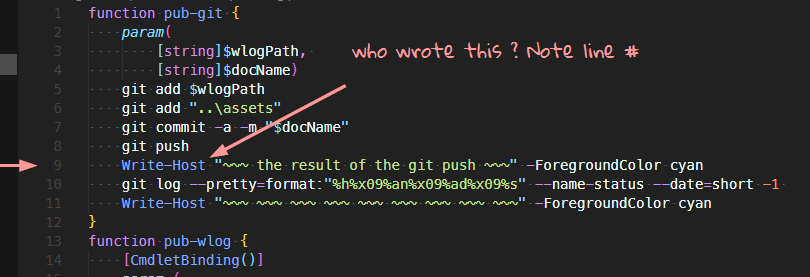 1 function pub-git {
2 param(
3 [string]$wlogPath,
who wrote this ? Note line #
4 [string]$docName)
5 git add $wlogPath
6 git add "..\assets"
7 git commit -a -m "$docName"
8 git push
9 Write-Host "~~~ the result of the git push ~~~" -ForegroundColor cyan
10 git log --pretty=format:"%h%x09%an%x09%ad%x09%s" --name-status --date=short -1
11 Write-Host "~~~ ~~~ ~~~ ~~~ ~~~ ~~~ ~~~ ~~~ ~~~" -ForegroundColor cyan
12 }
13 function pub-wlog {
14 [CmdletBinding()]
15 param (